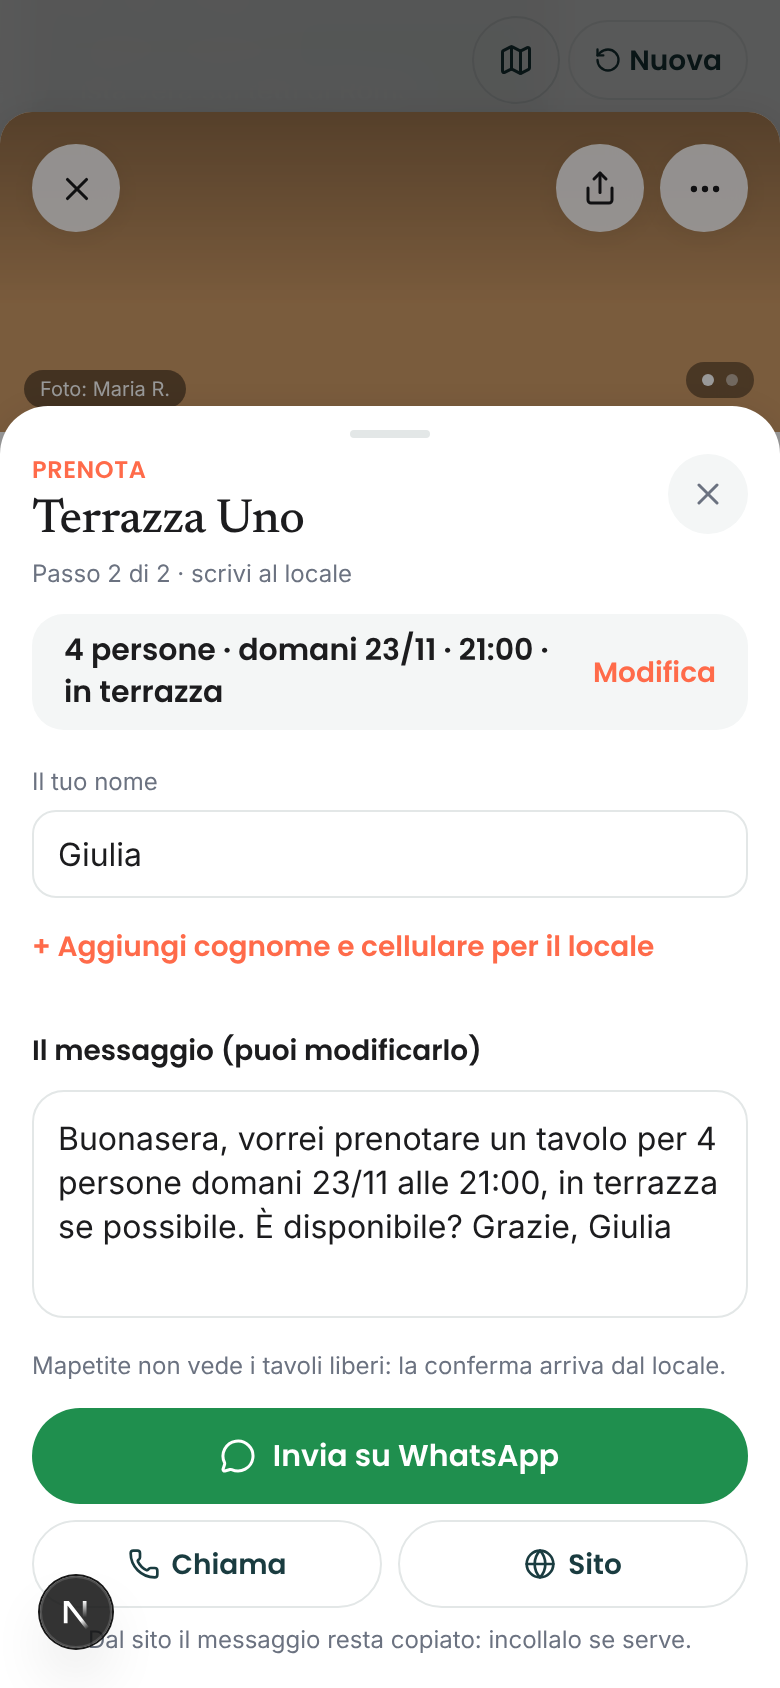 Nuova
Foto: Maria R.
PRENOTA
Terrazza Uno
Passo 2 di 2 · scrivi al locale
4 persone · domani 23/11 · 21:00 ·
in terrazza
Modifica
Il tuo nome
Giulia
+ Aggiungi cognome e cellulare per il locale
Il messaggio (puoi modificarlo)
Buonasera, vorrei prenotare un tavolo per 4
persone domani 23/11 alle 21:00, in terrazza
se possibile. È disponibile? Grazie, Giulia
Mapetite non vede i tavoli liberi: la conferma arriva dal locale.
Invia su WhatsApp
Chiama
Sito
N
Dal sito il messaggio resta copiato: incollalo se serve.